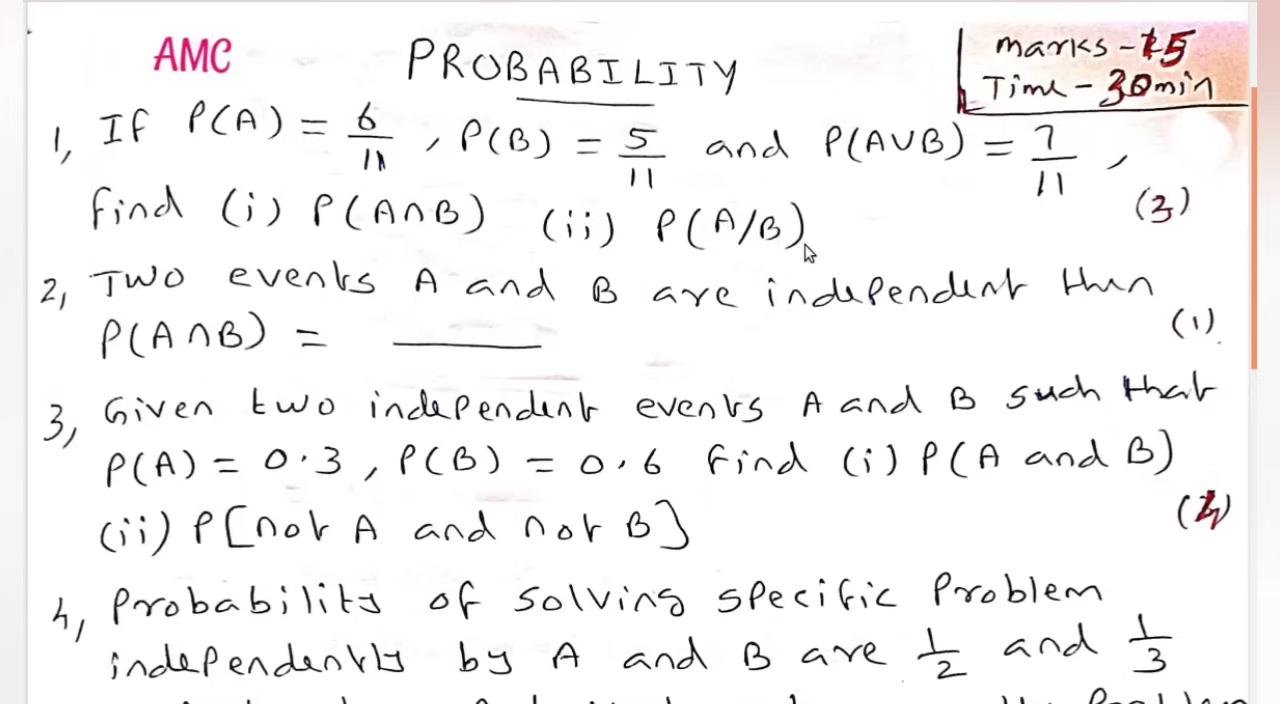 AMC
PROBABILITY
marks - 15
Time - 30min
1, If P(A) = 6/11, P(B) = 5/11 and P(A∪B) = 7/11,
find (i) P(A∩B) (ii) P(A/B)
(3)
2, Two events A and B are independent then
P(A∩B) = ______
(1)
3, Given two independent events A and B such that
P(A) = 0.3, P(B) = 0.6 find (i) P(A and B)
(ii) P[not A and not B]
4, Probability of solving specific Problem
independently by A and B are 1/2 and 1/3